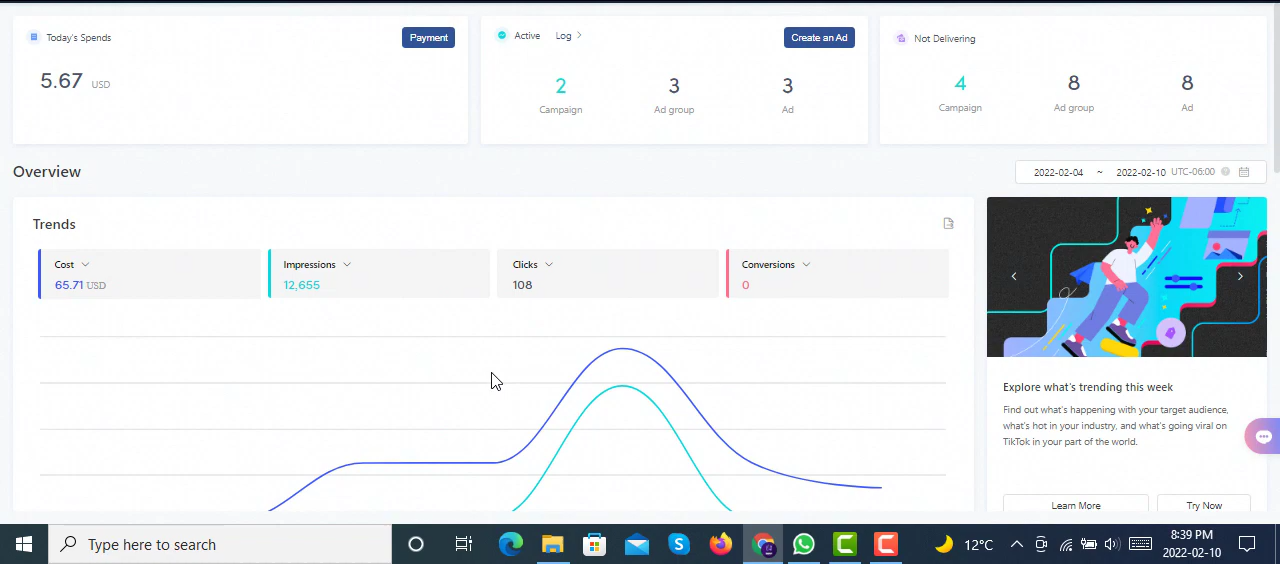 Today's Spends
Payment
5.67 USD
Active Log
Create an Ad
2 3 3
Campaign Ad group Ad
Not Delivering
4 8 8
Campaign Ad group Ad
Overview
2022-02-04 ~ 2022-02-10 UTC-06:00
Trends
Cost
65.71 USD
Impressions
12,655
Clicks
108
Conversions
0
Explore what's trending this week
Find out what's happening with your target audience,
what's hot in your industry, and what's going viral on
TikTok in your part of the world.
Learn More
Try Now
Type here to search
12°C
8:39 PM
2022-02-10